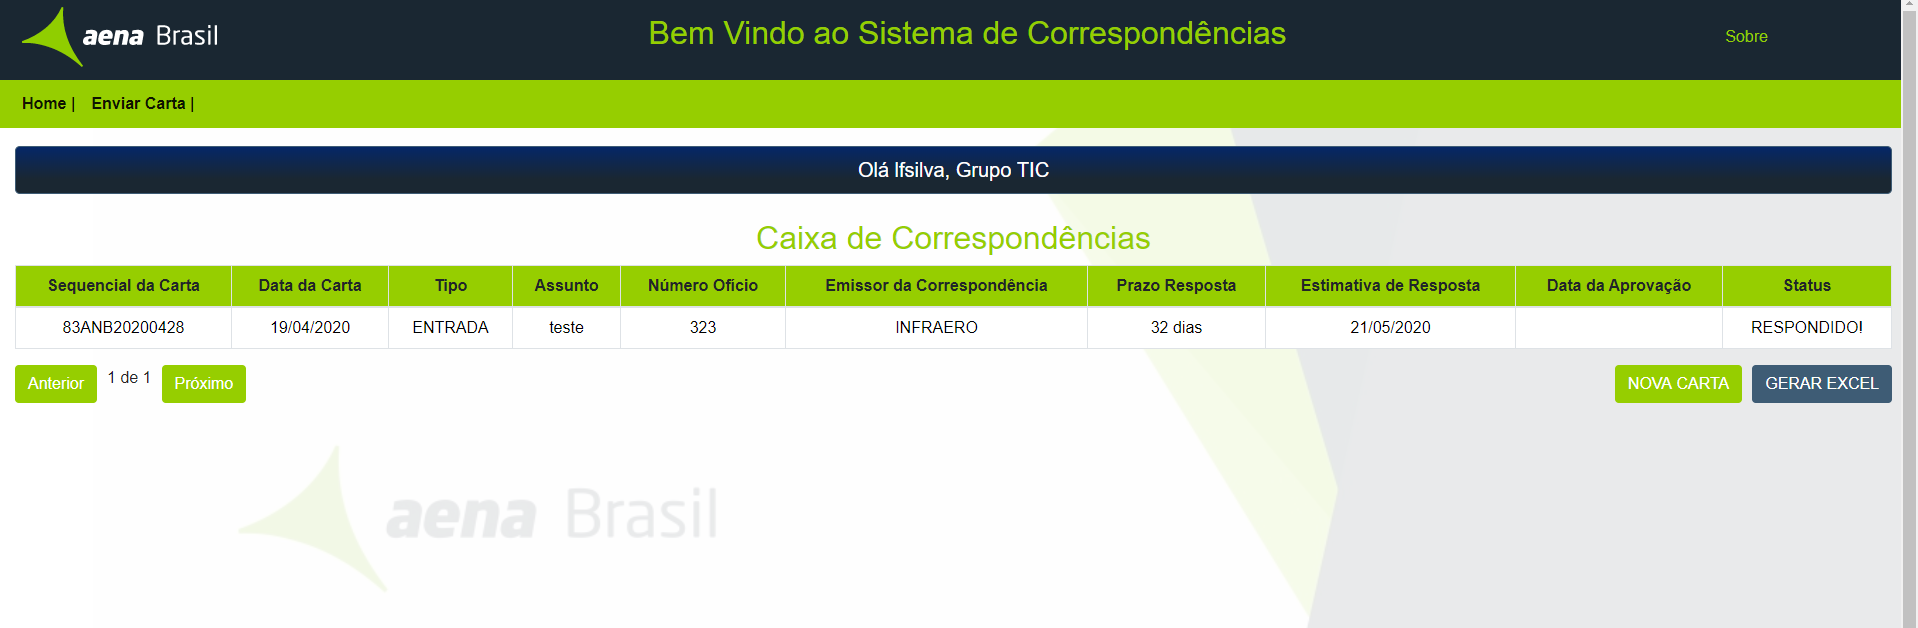 aena Brasil
Bem Vindo ao Sistema de Correspondências
Sobre
Home | Enviar Carta |
Olá lfsilva, Grupo TIC
Caixa de Correspondências
Sequencial da Carta Data da Carta Tipo Assunto Número Ofício Emissor da Correspondência Prazo Resposta Estimativa de Resposta Data da Aprovação Status
83ANB20200428 19/04/2020 ENTRADA teste 323 INFRAERO 32 dias 21/05/2020 RESPONDIDO!
Anterior 1 de 1 Próximo NOVA CARTA GERAR EXCEL
aena Brasil